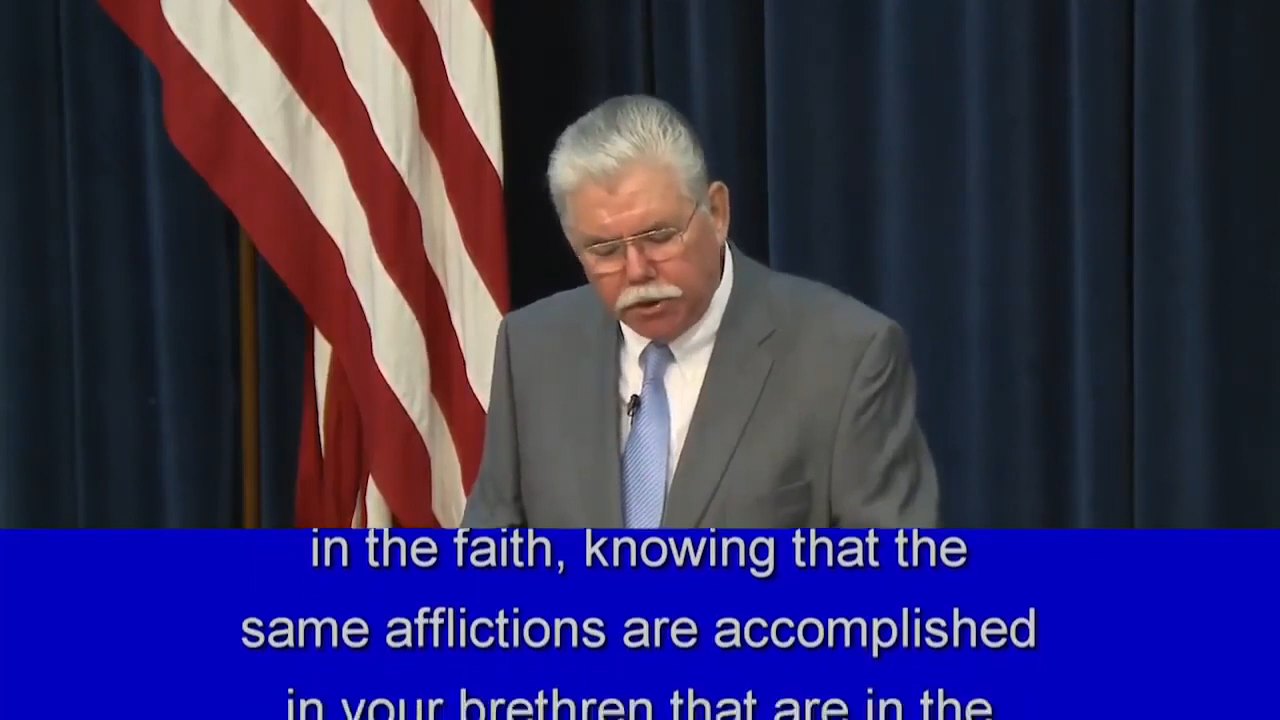 in the faith, knowing that the
same afflictions are accomplished
in your brethren that are in the